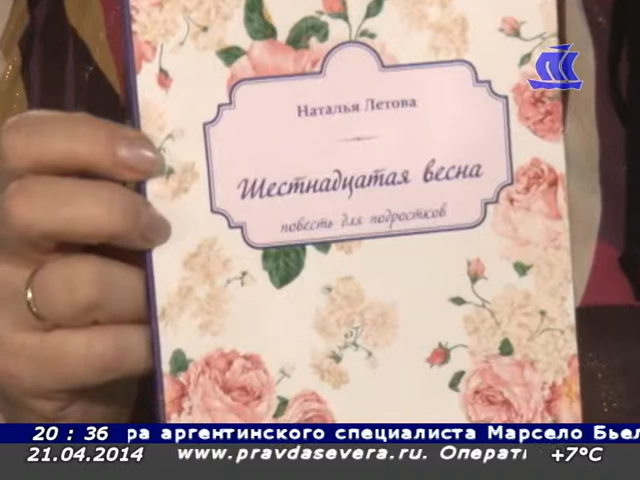 Наталья Летова
Шестнадцатая весна
повесть для подростков
20 : 36 ра аргентинского специалиста Марсело Бьел
21.04.2014 www.pravdasevera.ru. Операти +7°C